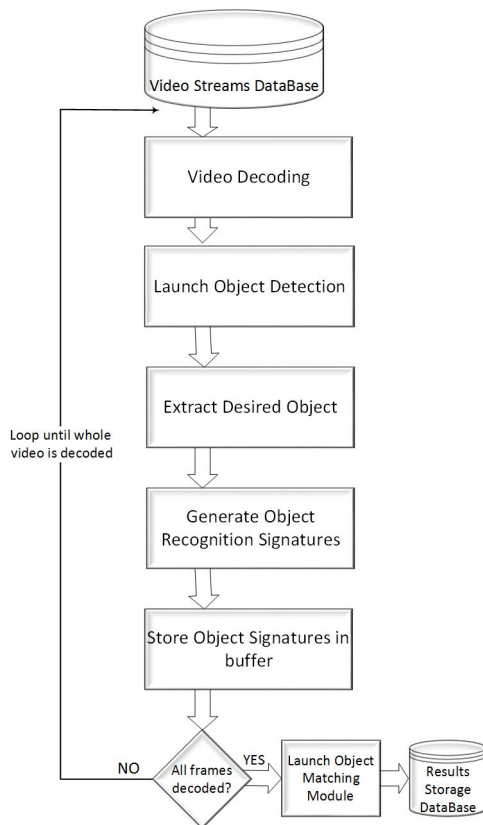 Video Streams DataBase
Video Decoding
Launch Object Detection
Extract Desired Object
Loop until whole
video is decoded
Generate Object
Recognition Signatures
Store Object Signatures in
buffer
NO
All frames
decoded?
YES
Launch Object
Matching
Module
Results
Storage
DataBase